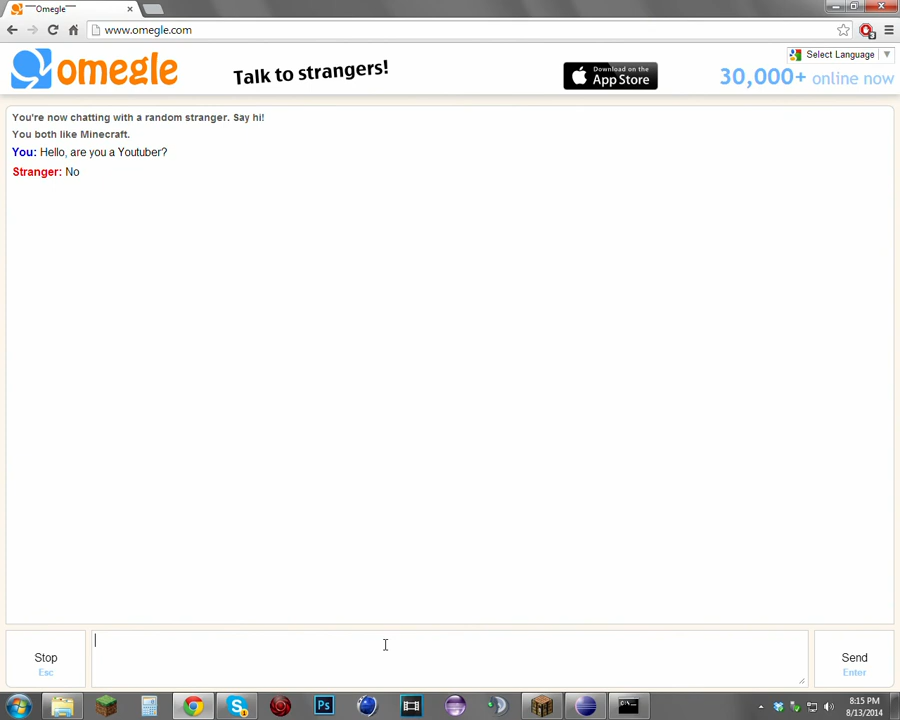 ~~Omegle~~
www.omegle.com
3
omegle
Talk to strangers!
Download on the
App Store
Select Language
30,000+ online now
You're now chatting with a random stranger. Say hi!
You both like Minecraft.
You: Hello, are you a Youtuber?
Stranger: No
Stop
Esc
Send
Enter
Ps
8:15 PM
8/13/2014